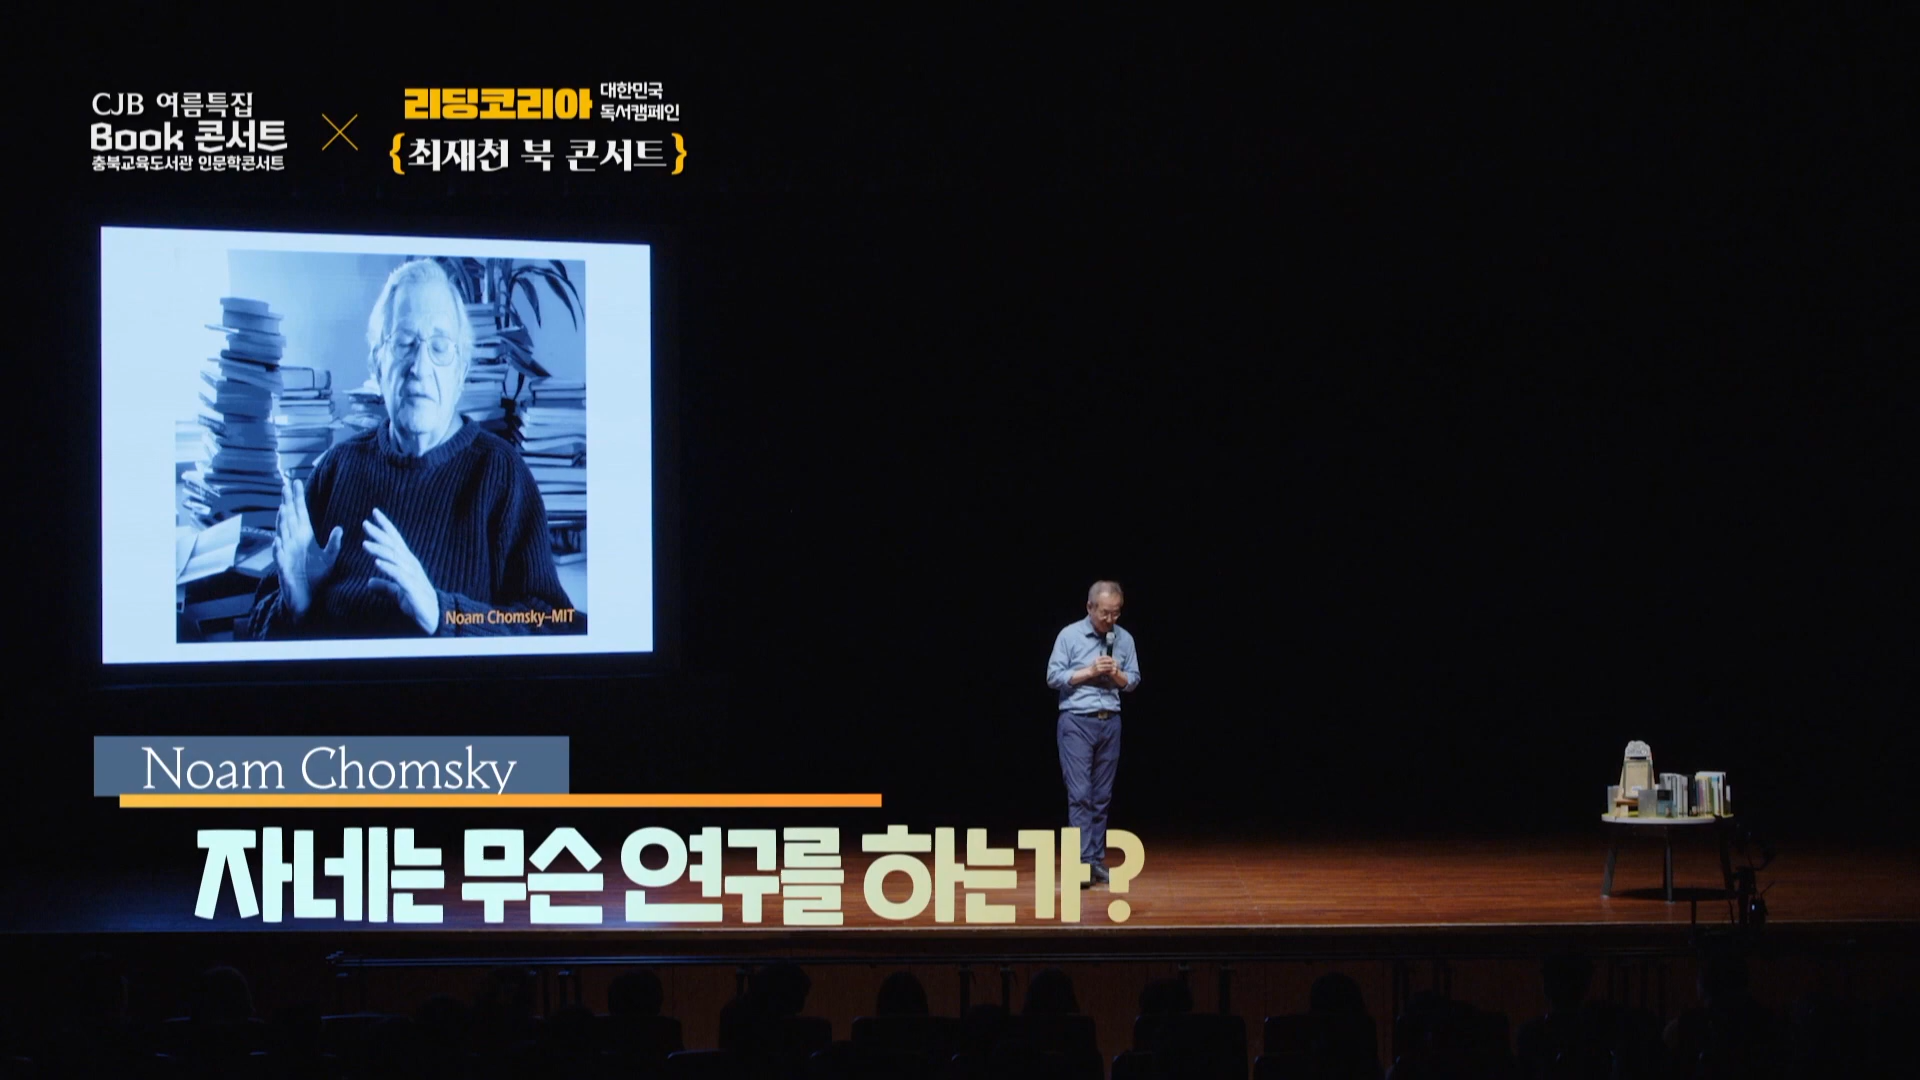 CJB 여름특집
Book 콘서트
충북교육도서관 인문학콘서트
리딩코리아 대한민국 독서캠페인
{최재천 북 콘서트}
Noam Chomsky–MIT
Noam Chomsky
자네는 무슨 연구를 하는가?